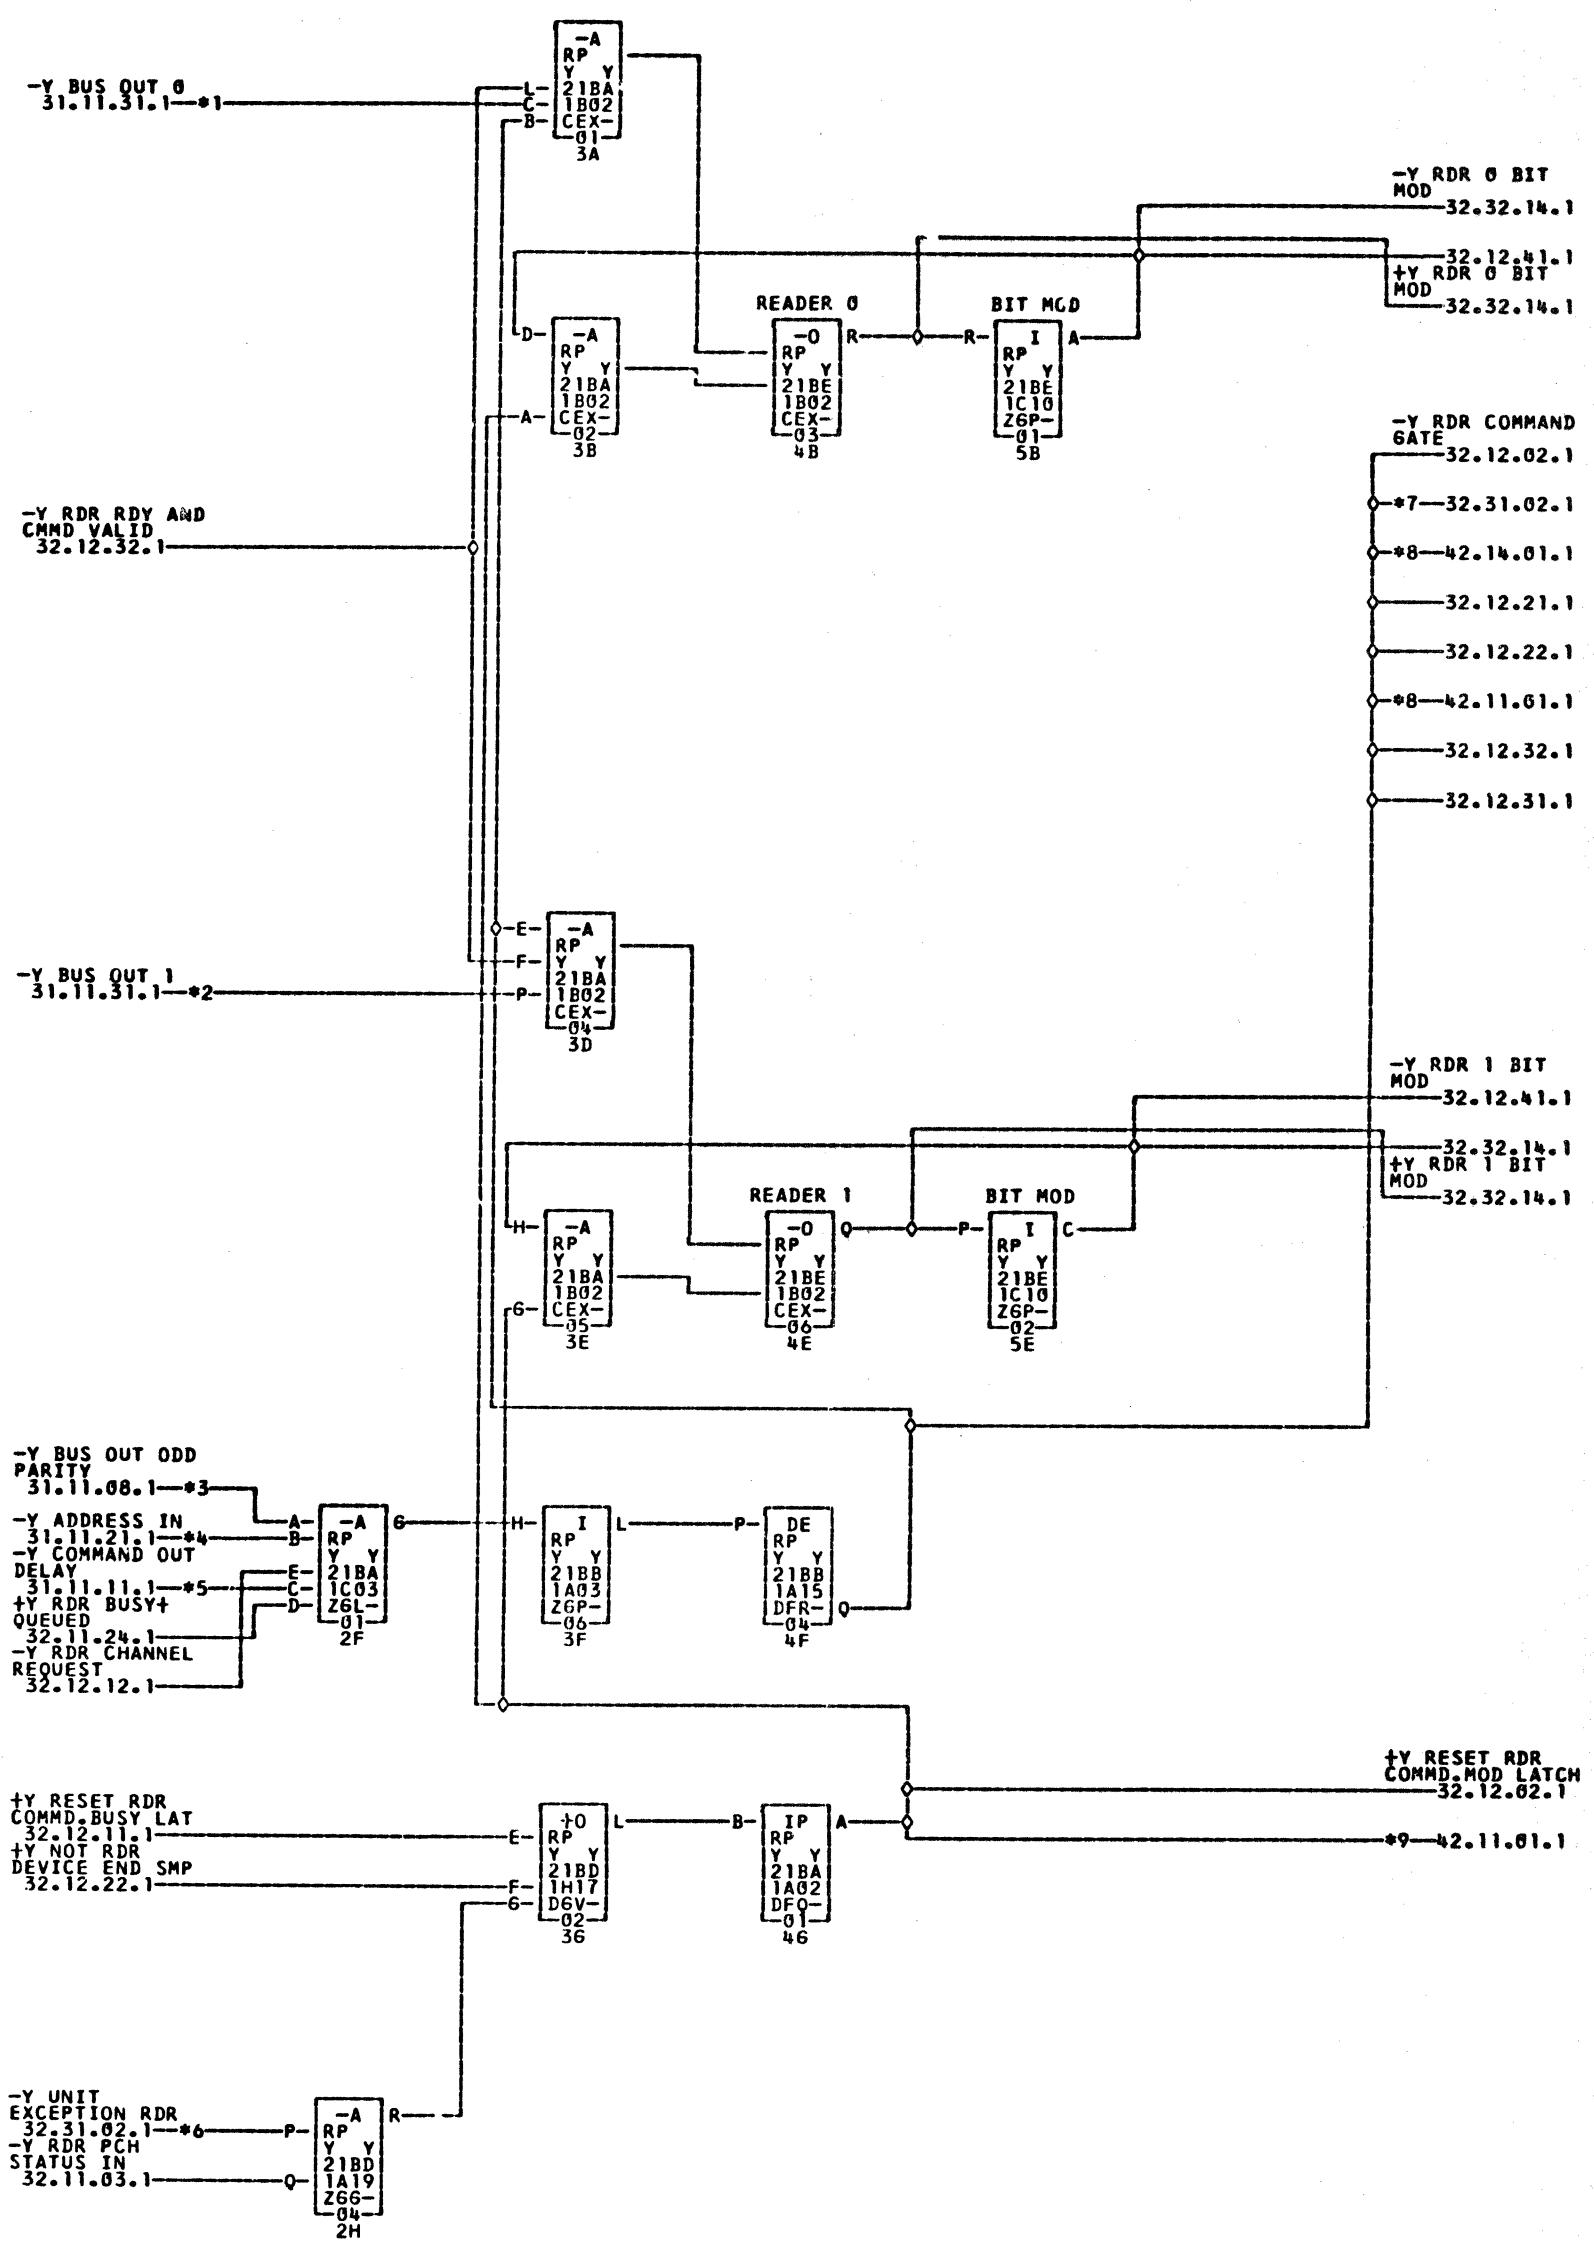 -A
RP
Y Y
-Y BUS OUT 0
L- 21BA
31.11.31.1—*1 C- 1B02
B- CEX-
01
3A
-Y RDR 0 BIT
MOD
32.32.14.1
32.12.41.1
+Y RDR 0 BIT
MOD
32.32.14.1
READER 0 BIT MOD
D- -A -O R R- I A
RP RP RP
Y Y Y Y Y Y
21BA 21BE 21BE
1B02 1B02 1C10
A- CEX- CEX- Z6P-
02 03 01
3B 4B 5B
-Y RDR COMMAND
GATE
32.12.02.1
*7—32.31.02.1
-Y RDR RDY AND
CMMD VALID
32.12.32.1
*8—42.14.01.1
32.12.21.1
32.12.22.1
*8—42.11.01.1
32.12.32.1
32.12.31.1
E- -A
RP
F- Y Y
-Y BUS OUT 1
21BA
31.11.31.1—*2 P- 1B02
CEX-
04
3D
-Y RDR 1 BIT
MOD
32.12.41.1
32.32.14.1
+Y RDR 1 BIT
MOD
32.32.14.1
READER 1 BIT MOD
H- -A -O Q P- I C
RP RP RP
Y Y Y Y Y Y
21BA 21BE 21BE
1B02 1B02 1C10
G- CEX- CEX- Z6P-
05 06 02
3E 4E 5E
-Y BUS OUT ODD
PARITY
31.11.08.1—*3
-Y ADDRESS IN A- -A G H- I L P- DE
31.11.21.1—*4 B- RP RP RP
-Y COMMAND OUT Y Y Y Y Y Y
DELAY E- 21BA 21BB 21BB
31.11.11.1—*5 C- 1C03 1A03 1A15
+Y RDR BUSY+ D- Z6L- Z6P- DFR- Q
QUEUED 01 06 04
32.11.24.1 2F 3F 4F
-Y RDR CHANNEL
REQUEST
32.12.12.1
+Y RESET RDR
COMMD.MOD LATCH
32.12.02.1
+Y RESET RDR
COMMD.BUSY LAT +O L B- IP A
32.12.11.1 E- RP RP *9—42.11.01.1
+Y NOT RDR Y Y Y Y
DEVICE END SMP 21BD 21BA
32.12.22.1 F- 1H17 1A02
G- D6V- DFQ-
02 01
3G 4G
-Y UNIT
EXCEPTION RDR -A R
32.31.02.1—*6 P- RP
-Y RDR PCH Y Y
STATUS IN 21BD
32.11.03.1 Q- 1A19
Z6G-
04
2H